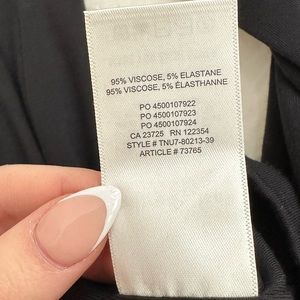 95% VISCOSE, 5% ELASTANE
95% VISCOSE, 5% ÉLASTHANNE
PO 4500107922
PO 4500107923
PO 4500107924
CA 23725 RN 122354
STYLE # TNU7-80213-39
ARTICLE # 73765